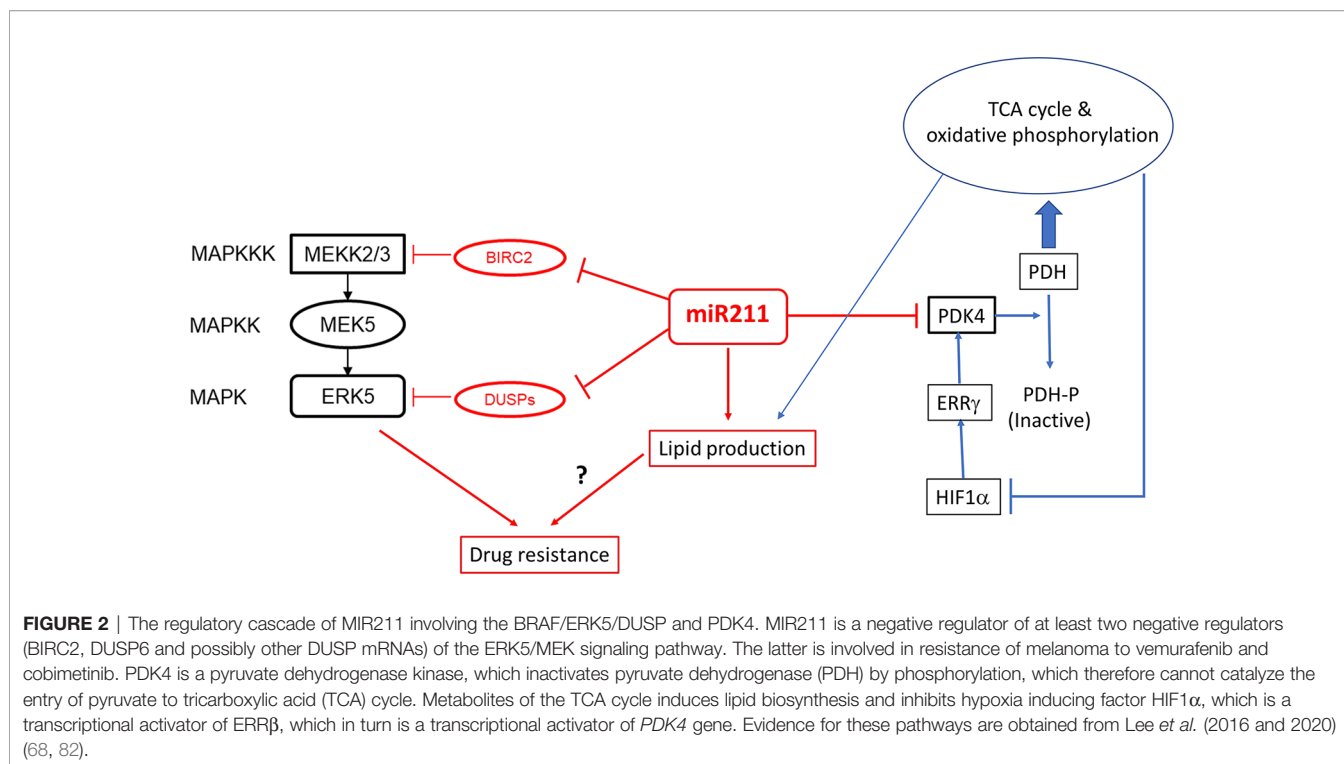 TCA cycle &
oxidative phosphorylation
MAPKKK
MEKK2/3
BIRC2
PDH
MAPKK
MEK5
miR211
PDK4
MAPK
ERK5
DUSPs
ERRγ
PDH-P
(Inactive)
Lipid production
?
HIF1α
Drug resistance
FIGURE 2 | The regulatory cascade of MIR211 involving the BRAF/ERK5/DUSP and PDK4. MIR211 is a negative regulator of at least two negative regulators
(BIRC2, DUSP6 and possibly other DUSP mRNAs) of the ERK5/MEK signaling pathway. The latter is involved in resistance of melanoma to vemurafenib and
cobimetinib. PDK4 is a pyruvate dehydrogenase kinase, which inactivates pyruvate dehydrogenase (PDH) by phosphorylation, which therefore cannot catalyze the
entry of pyruvate to tricarboxylic acid (TCA) cycle. Metabolites of the TCA cycle induces lipid biosynthesis and inhibits hypoxia inducing factor HIF1α, which is a
transcriptional activator of ERRβ, which in turn is a transcriptional activator of PDK4 gene. Evidence for these pathways are obtained from Lee et al. (2016 and 2020)
(68, 82).